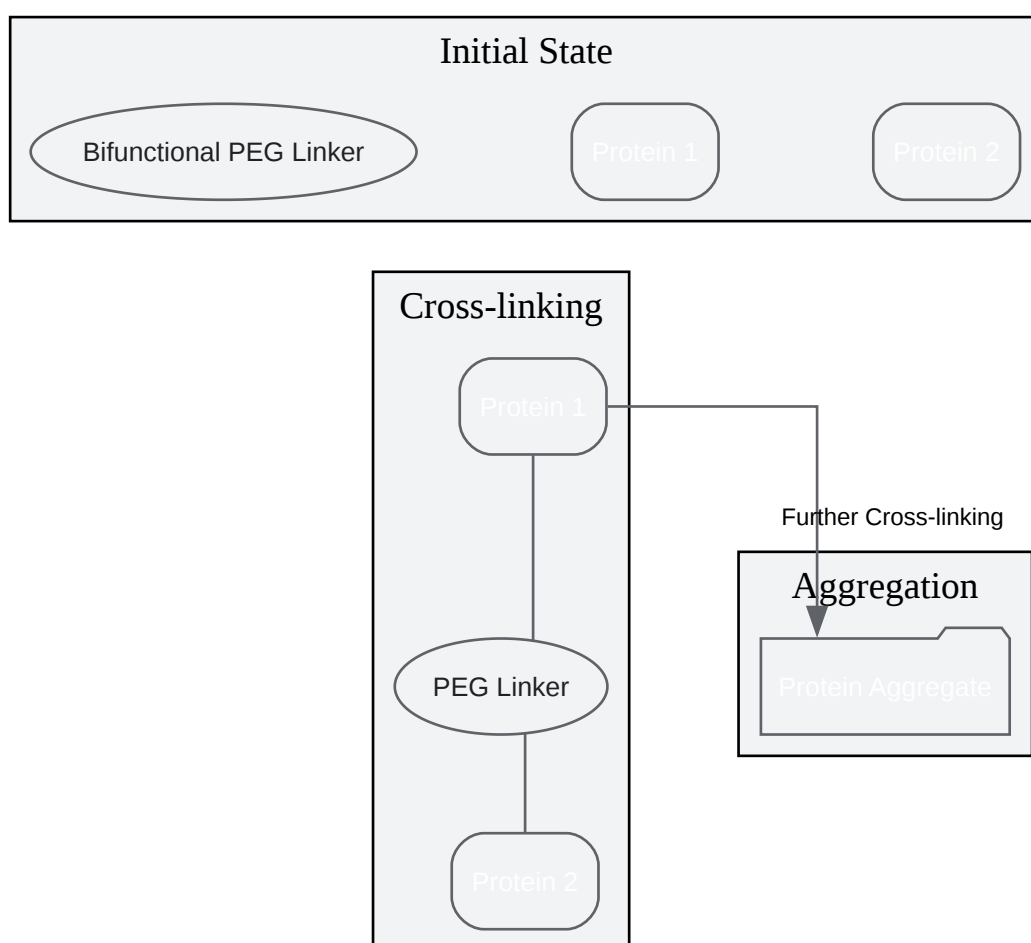 Initial State
Bifunctional PEG Linker
Protein 1
Protein 2
Cross-linking
Protein 1
Further Cross-linking
Aggregation
PEG Linker
Protein Aggregate
Protein 2